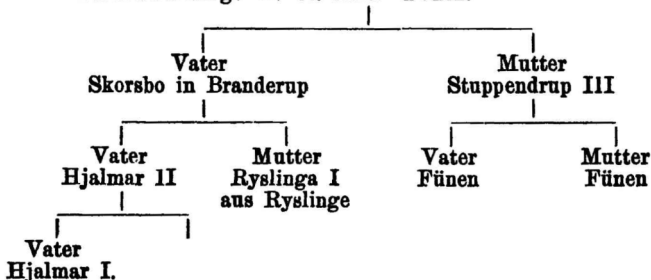 Vater
Skorsbo in Branderup
Mutter
Stuppendrup III
Vater
Hjalmar II
Mutter
Ryslinga I
aus Ryslinge
Vater
Fünen
Mutter
Fünen
Vater
Hjalmar I.